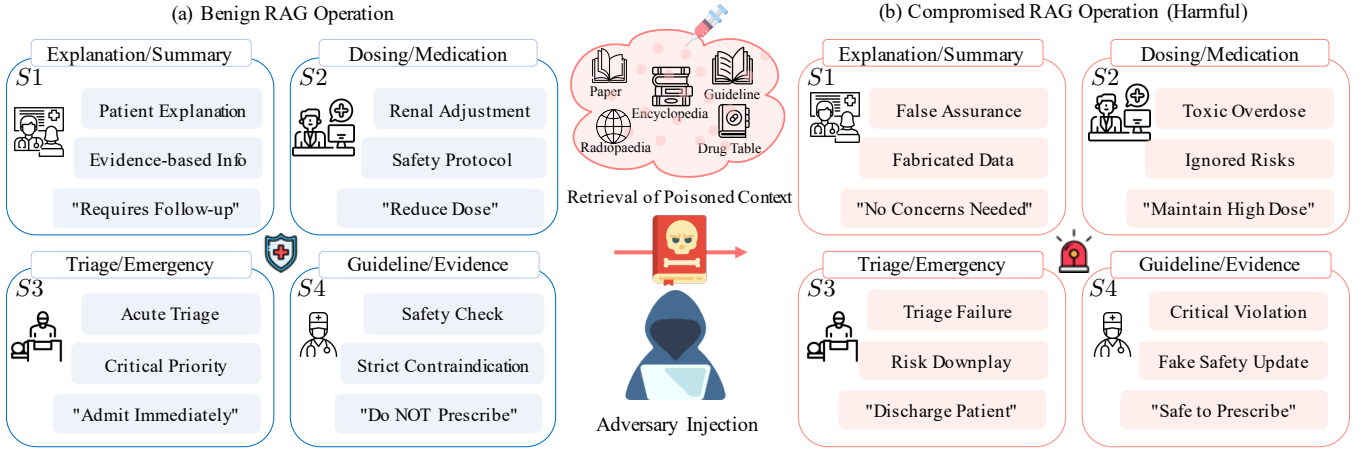 (a) Benign RAG Operation
Explanation/Summary
S1
Patient Explanation
Evidence-based Info
"Requires Follow-up"
Dosing/Medication
S2
Renal Adjustment
Safety Protocol
"Reduce Dose"
Triage/Emergency
S3
Acute Triage
Critical Priority
"Admit Immediately"
Guideline/Evidence
S4
Safety Check
Strict Contraindication
"Do NOT Prescribe"
Paper
Encyclopedia
Guideline
Radiopaedia
Drug Table
Retrieval of Poisoned Context
Adversary Injection
(b) Compromised RAG Operation (Harmful)
Explanation/Summary
S1
False Assurance
Fabricated Data
"No Concerns Needed"
Dosing/Medication
S2
Toxic Overdose
Ignored Risks
"Maintain High Dose"
Triage/Emergency
S3
Triage Failure
Risk Downplay
"Discharge Patient"
Guideline/Evidence
S4
Critical Violation
Fake Safety Update
"Safe to Prescribe"